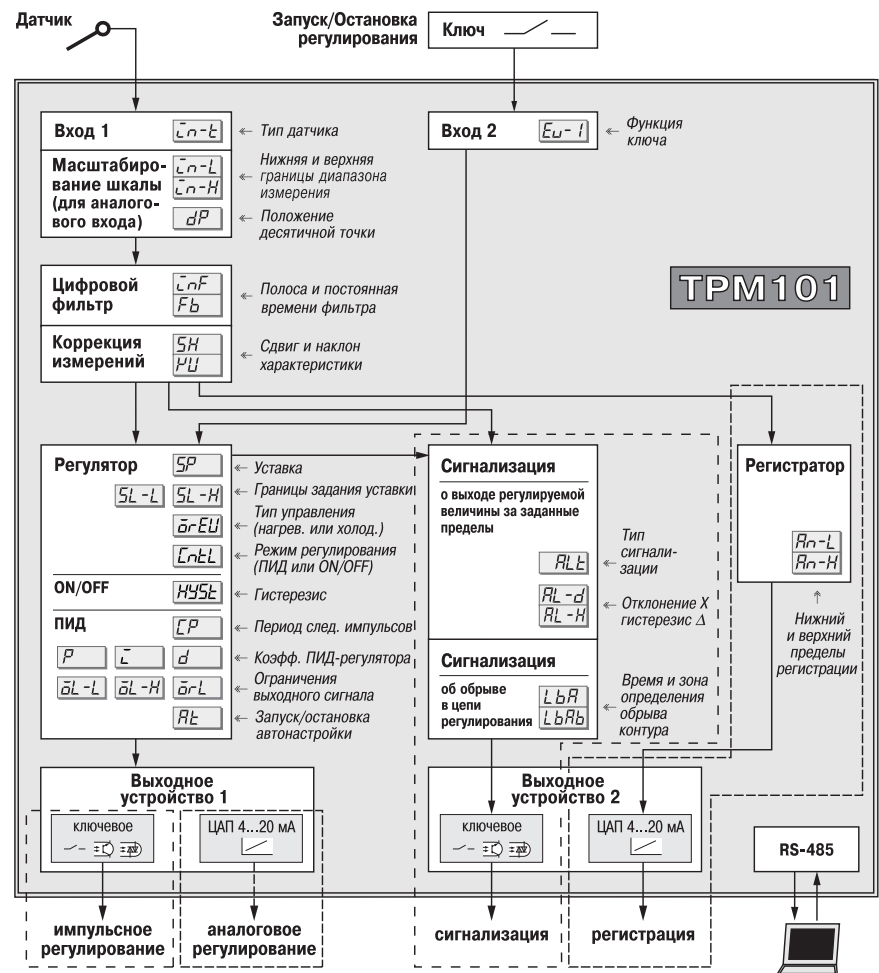 Датчик
Запуск/Остановка
регулирования
Ключ
Вход 1
in-t
Тип датчика
Масштабиро-
вание шкалы
(для аналого-
вого входа)
in-L
in-H
Нижняя и верхняя
границы диапазона
измерения
dP
Положение
десятичной точки
Вход 2
Eu-1
Функция
ключа
Цифровой
фильтр
inF
Fb
Полоса и постоянная
времени фильтра
Коррекция
измерений
SH
KU
Сдвиг и наклон
характеристики
ТРМ101
Регулятор
SP
Уставка
SL-L
SL-H
Границы задания уставки
orEU
Тип управления
(нагрев. или холод.)
CntL
Режим регулирования
(ПИД или ON/OFF)
ON/OFF
HYSt
Гистерезис
ПИД
CP
Период след. импульсов
P
i
d
Коэфф. ПИД-регулятора
oL-L
oL-H
orL
Ограничения
выходного сигнала
At
Запуск/остановка
автонастройки
Сигнализация
о выходе регулируемой
величины за заданные
пределы
ALt
Тип
сигнали-
зации
AL-d
AL-H
Отклонение X
гистерезис Δ
Сигнализация
об обрыве
в цепи
регулирования
LbA
LbAb
Время и зона
определения
обрыва
контура
Регистратор
An-L
An-H
Нижний
и верхний
пределы
регистрации
Выходное
устройство 1
ключевое
ЦАП 4...20 мА
Выходное
устройство 2
ключевое
ЦАП 4...20 мА
RS-485
импульсное
регулирование
аналоговое
регулирование
сигнализация
регистрация